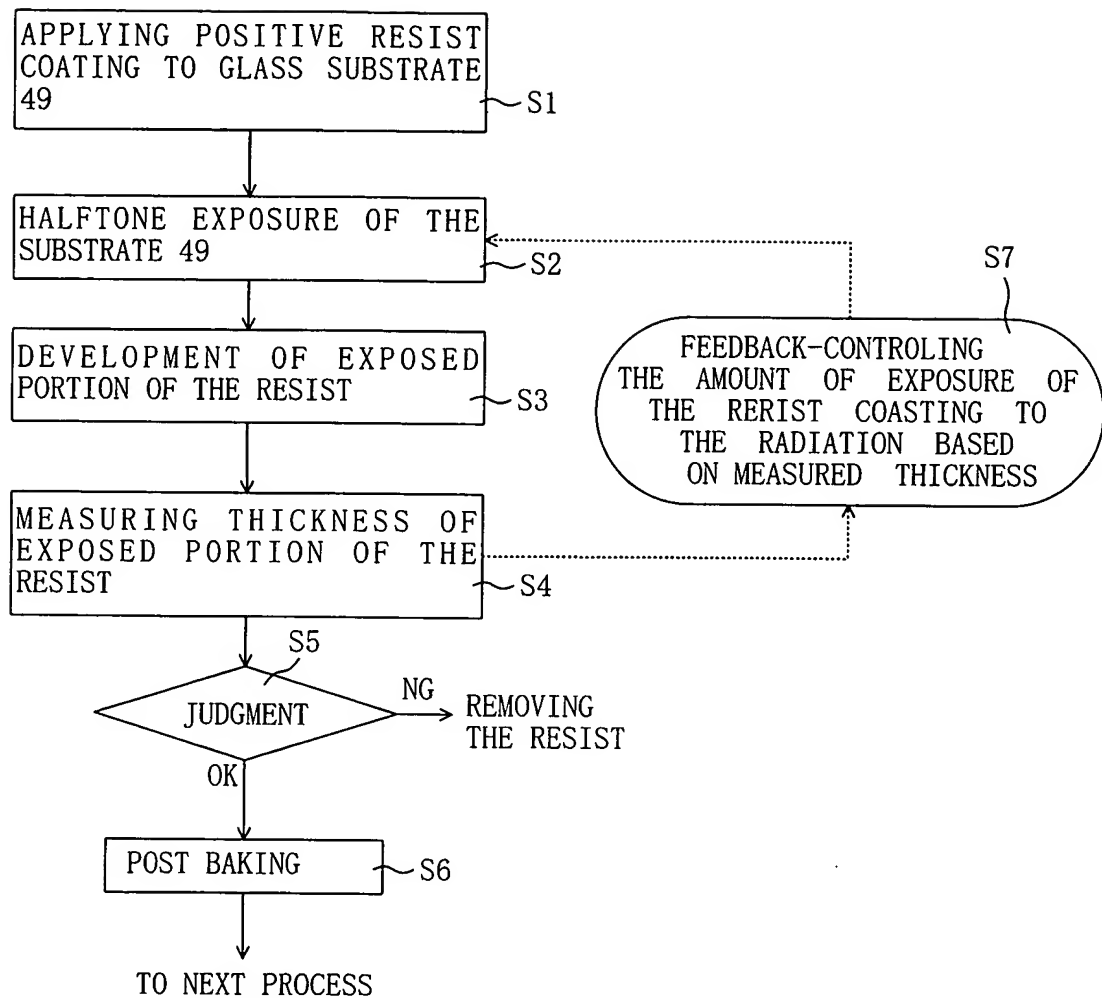 APPLYING POSITIVE RESIST
COATING TO GLASS SUBSTRATE
49
S1
HALFTONE EXPOSURE OF THE
SUBSTRATE 49
S2
DEVELOPMENT OF EXPOSED
PORTION OF THE RESIST
S3
MEASURING THICKNESS OF
EXPOSED PORTION OF THE
RESIST
S4
S7
FEEDBACK-CONTROLING
THE AMOUNT OF EXPOSURE OF
THE RERIST COASTING TO
THE RADIATION BASED
ON MEASURED THICKNESS
S5
JUDGMENT
NG
REMOVING
THE RESIST
OK
POST BAKING
S6
TO NEXT PROCESS